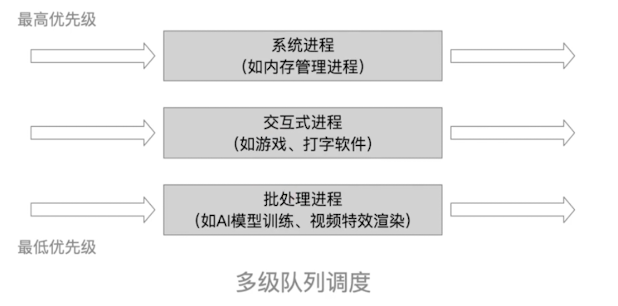 最高优先级
系统进程
（如内存管理进程）
交互式进程
（如游戏、打字软件）
批处理进程
（如AI模型训练、视频特效渲染）
最低优先级
多级队列调度